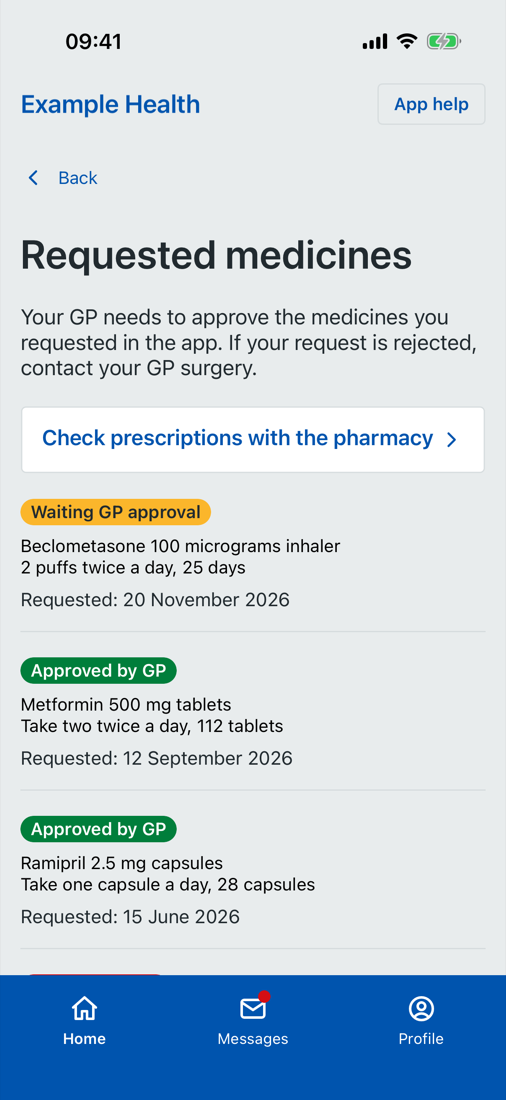 09:41
Example Health
App help
Back
Requested medicines
Your GP needs to approve the medicines you
requested in the app. If your request is rejected,
contact your GP surgery.
Check prescriptions with the pharmacy
Waiting GP approval
Beclometasone 100 micrograms inhaler
2 puffs twice a day, 25 days
Requested: 20 November 2026
Approved by GP
Metformin 500 mg tablets
Take two twice a day, 112 tablets
Requested: 12 September 2026
Approved by GP
Ramipril 2.5 mg capsules
Take one capsule a day, 28 capsules
Requested: 15 June 2026
Home
Messages
Profile